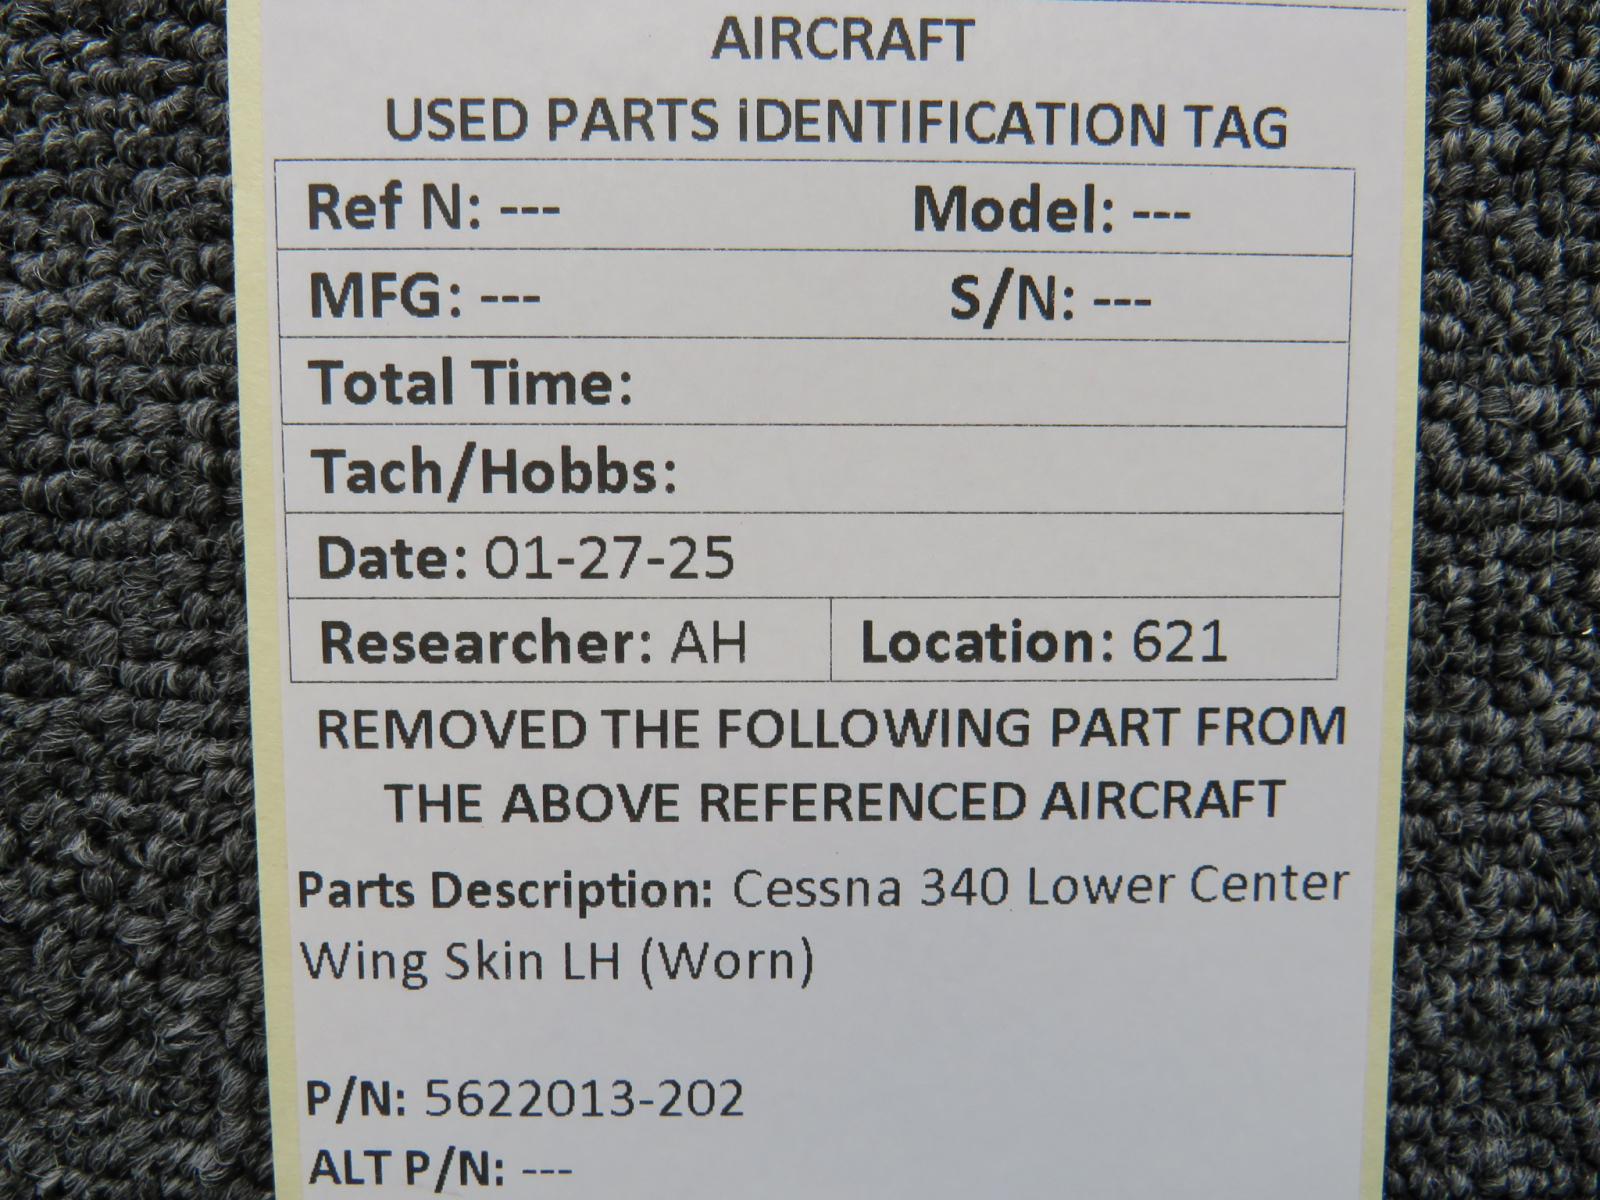 AIRCRAFT
USED PARTS iDENTIFICATION TAG
Ref N: --- Model: ---
MFG: --- S/N: ---
Total Time:
Tach/Hobbs:
Date: 01-27-25
Researcher: AH Location: 621
REMOVED THE FOLLOWING PART FROM
THE ABOVE REFERENCED AIRCRAFT
Parts Description: Cessna 340 Lower Center
Wing Skin LH (Worn)
P/N: 5622013-202
ALT P/N: ---